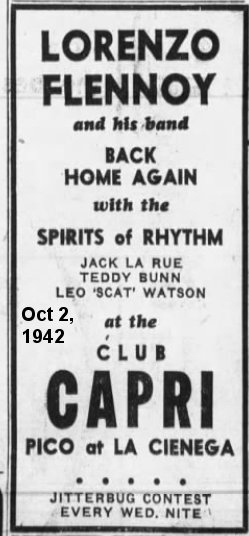 LORENZO
FLENNOY
and his band
BACK
HOME AGAIN
with the
SPIRITS of RHYTHM
JACK LA RUE
TEDDY BUNN
LEO 'SCAT' WATSON
Oct 2,
1942
at the
CLUB
CAPRI
PICO at LA CIENEGA
• • • • •
JITTERBUG CONTEST
EVERY WED. NITE